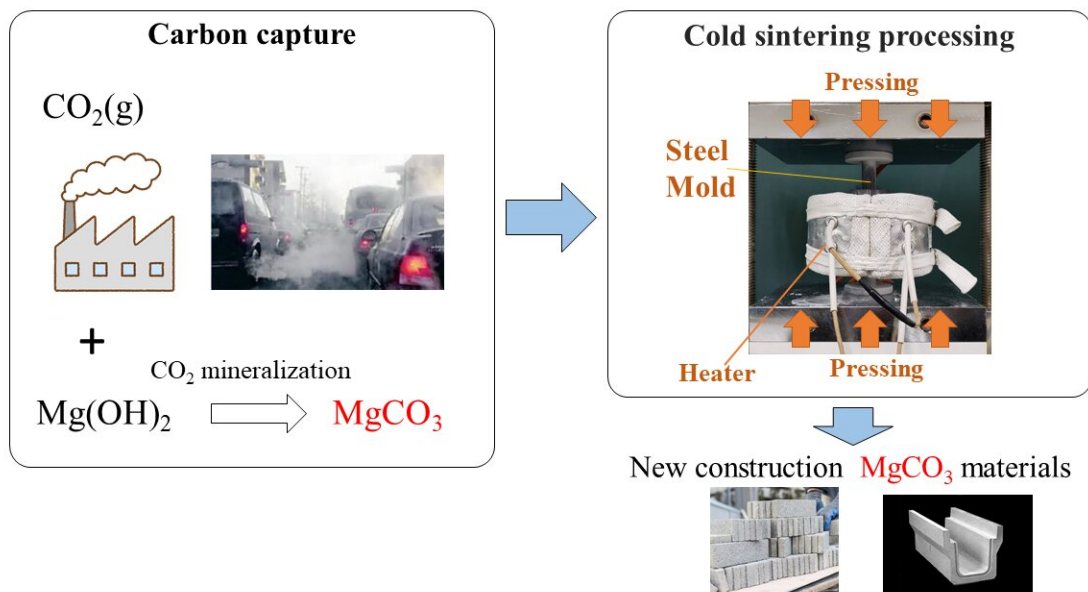 Carbon capture
CO₂(g)
+
CO₂ mineralization
Mg(OH)₂
MgCO₃
Cold sintering processing
Pressing
Steel
Mold
Heater
Pressing
New construction MgCO₃ materials